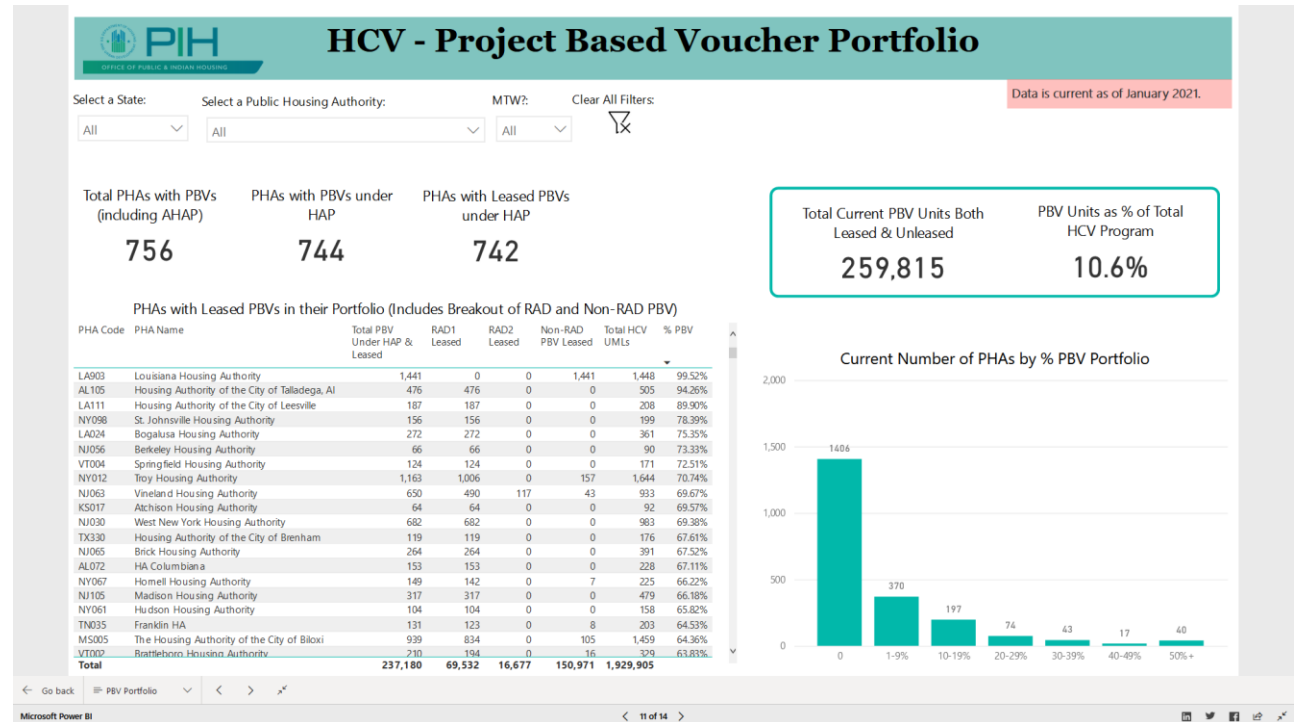 PIH
OFFICE OF PUBLIC & INDIAN HOUSING
HCV - Project Based Voucher Portfolio
Data is current as of January 2021.
Select a State:
All
Select a Public Housing Authority:
All
MTW?:
All
Clear All Filters:
Total PHAs with PBVs
(including AHAP)
756
PHAs with PBVs under
HAP
744
PHAs with Leased PBVs
under HAP
742
Total Current PBV Units Both
Leased & Unleased
259,815
PBV Units as % of Total
HCV Program
10.6%
PHAs with Leased PBVs in their Portfolio (Includes Breakout of RAD and Non-RAD PBV)
PHA Code PHA Name Total PBV RAD1 RAD2 Non-RAD Total HCV % PBV
Under HAP & Leased Leased PBV Leased UMLs
Leased
LA903 Louisiana Housing Authority 1,441 0 0 1,441 1,448 99.52%
AL105 Housing Authority of the City of Talladega, Al 476 476 0 0 505 94.26%
LA111 Housing Authority of the City of Leesville 187 187 0 0 208 89.90%
NY098 St. Johnsville Housing Authority 156 156 0 0 199 78.39%
LA024 Bogalusa Housing Authority 272 272 0 0 361 75.35%
NJ056 Berkeley Housing Authority 66 66 0 0 90 73.33%
VT004 Springfield Housing Authority 124 124 0 0 171 72.51%
NY012 Troy Housing Authority 1,163 1,006 0 157 1,644 70.74%
NJ063 Vineland Housing Authority 650 490 117 43 933 69.67%
KS017 Atchison Housing Authority 64 64 0 0 92 69.57%
NJ030 West New York Housing Authority 682 682 0 0 983 69.38%
TX330 Housing Authority of the City of Brenham 119 119 0 0 176 67.61%
NJ065 Brick Housing Authority 264 264 0 0 391 67.52%
AL072 HA Columbiana 153 153 0 0 228 67.11%
NY067 Hornell Housing Authority 149 142 0 7 225 66.22%
NJ105 Madison Housing Authority 317 317 0 0 479 66.18%
NY061 Hudson Housing Authority 104 104 0 0 158 65.82%
TN035 Franklin HA 131 123 0 8 203 64.53%
MS005 The Housing Authority of the City of Biloxi 939 834 0 105 1,459 64.36%
VT002 Brattleboro Housing Authority 210 194 0 16 329 63.83%
Total 237,180 69,532 16,677 150,971 1,929,905
Current Number of PHAs by % PBV Portfolio
2,000
1,500
1,000
500
0
1406
370
197
74
43
17
40
0 1-9% 10-19% 20-29% 30-39% 40-49% 50%+
Go back PBV Portfolio
Microsoft Power BI
11 of 14